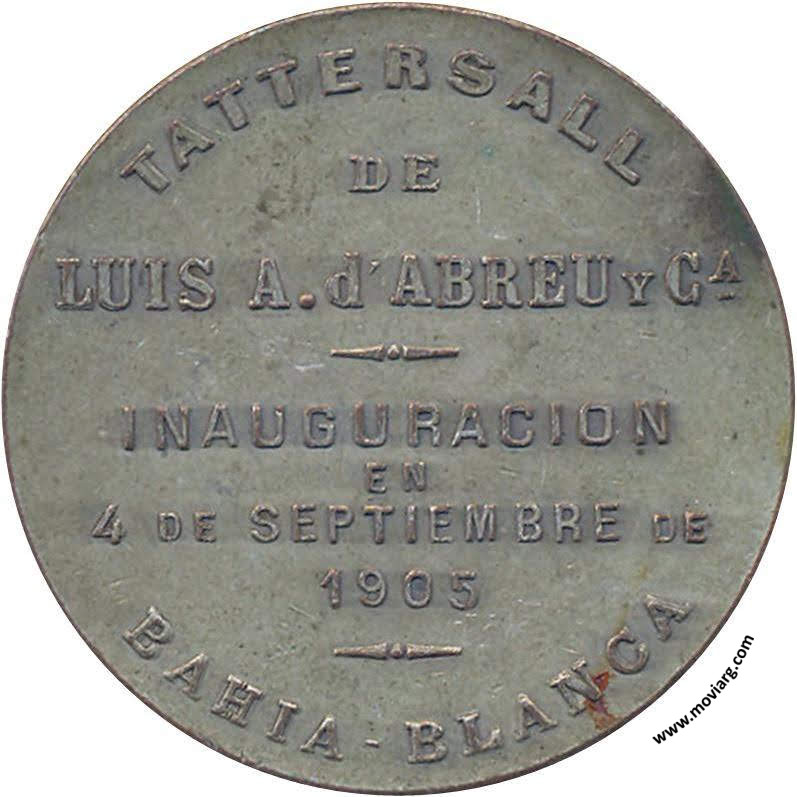 TATTERSALL
DE
LUIS A. d'ABREU Y CA
INAUGURACION
EN
4 DE SEPTIEMBRE DE
1905
BAHIA-BLANCA
www.moviarg.com